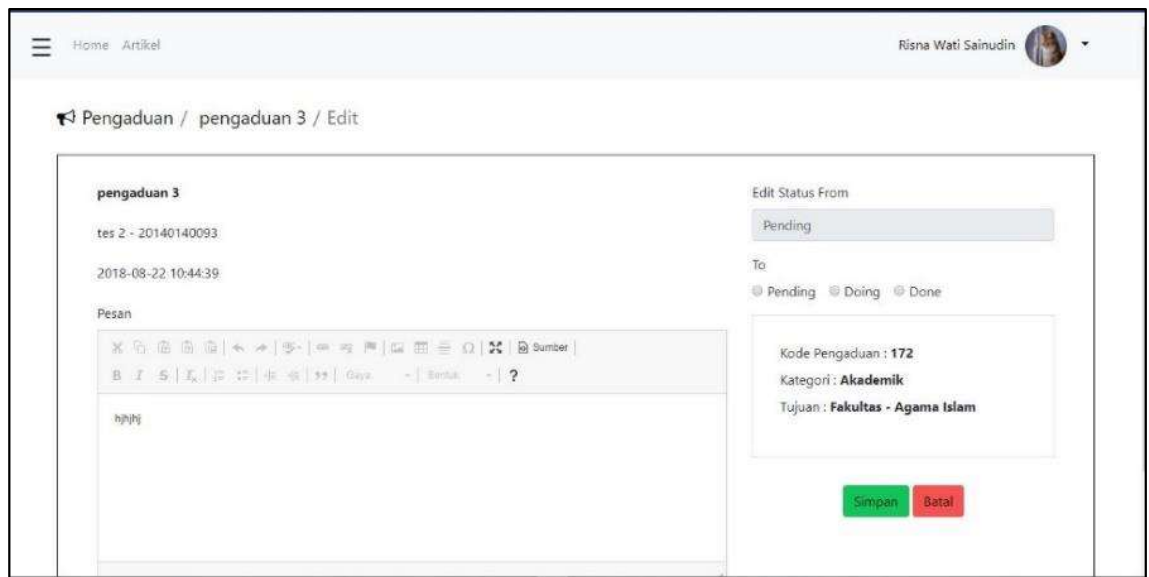 Home Artikel
Risna Wati Sainudin
Pengaduan / pengaduan 3 / Edit
pengaduan 3
tes 2 - 20140140093
2018-08-22 10:44:39
Pesan
Sumber
B I S Gaya Bentuk ?
hjhjhj
Edit Status From
Pending
To
Pending Doing Done
Kode Pengaduan : 172
Kategori : Akademik
Tujuan : Fakultas - Agama Islam
Simpan Batal